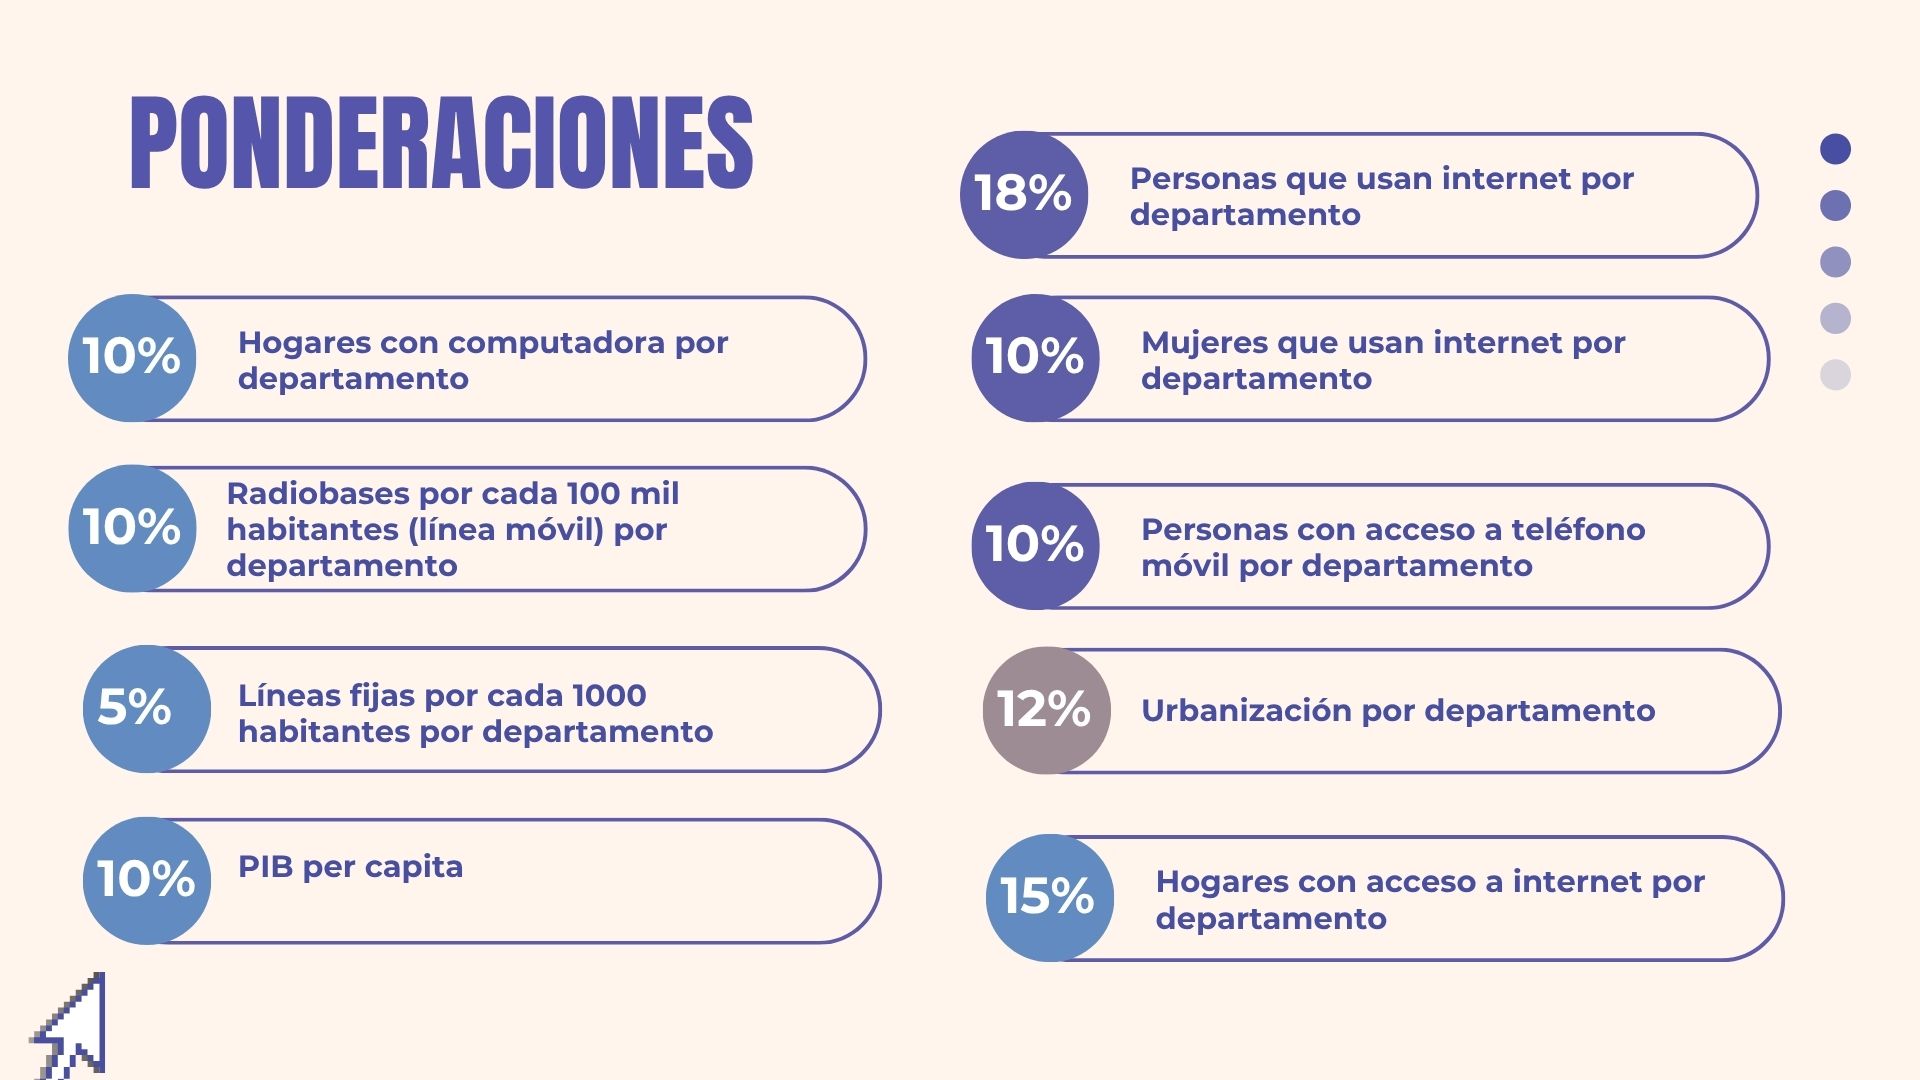 PONDERACIONES
10%
Hogares con computadora por
departamento
10%
Radiobases por cada 100 mil
habitantes (línea móvil) por
departamento
5%
Líneas fijas por cada 1000
habitantes por departamento
10%
PIB per capita
18%
Personas que usan internet por
departamento
10%
Mujeres que usan internet por
departamento
10%
Personas con acceso a teléfono
móvil por departamento
12%
Urbanización por departamento
15%
Hogares con acceso a internet por
departamento